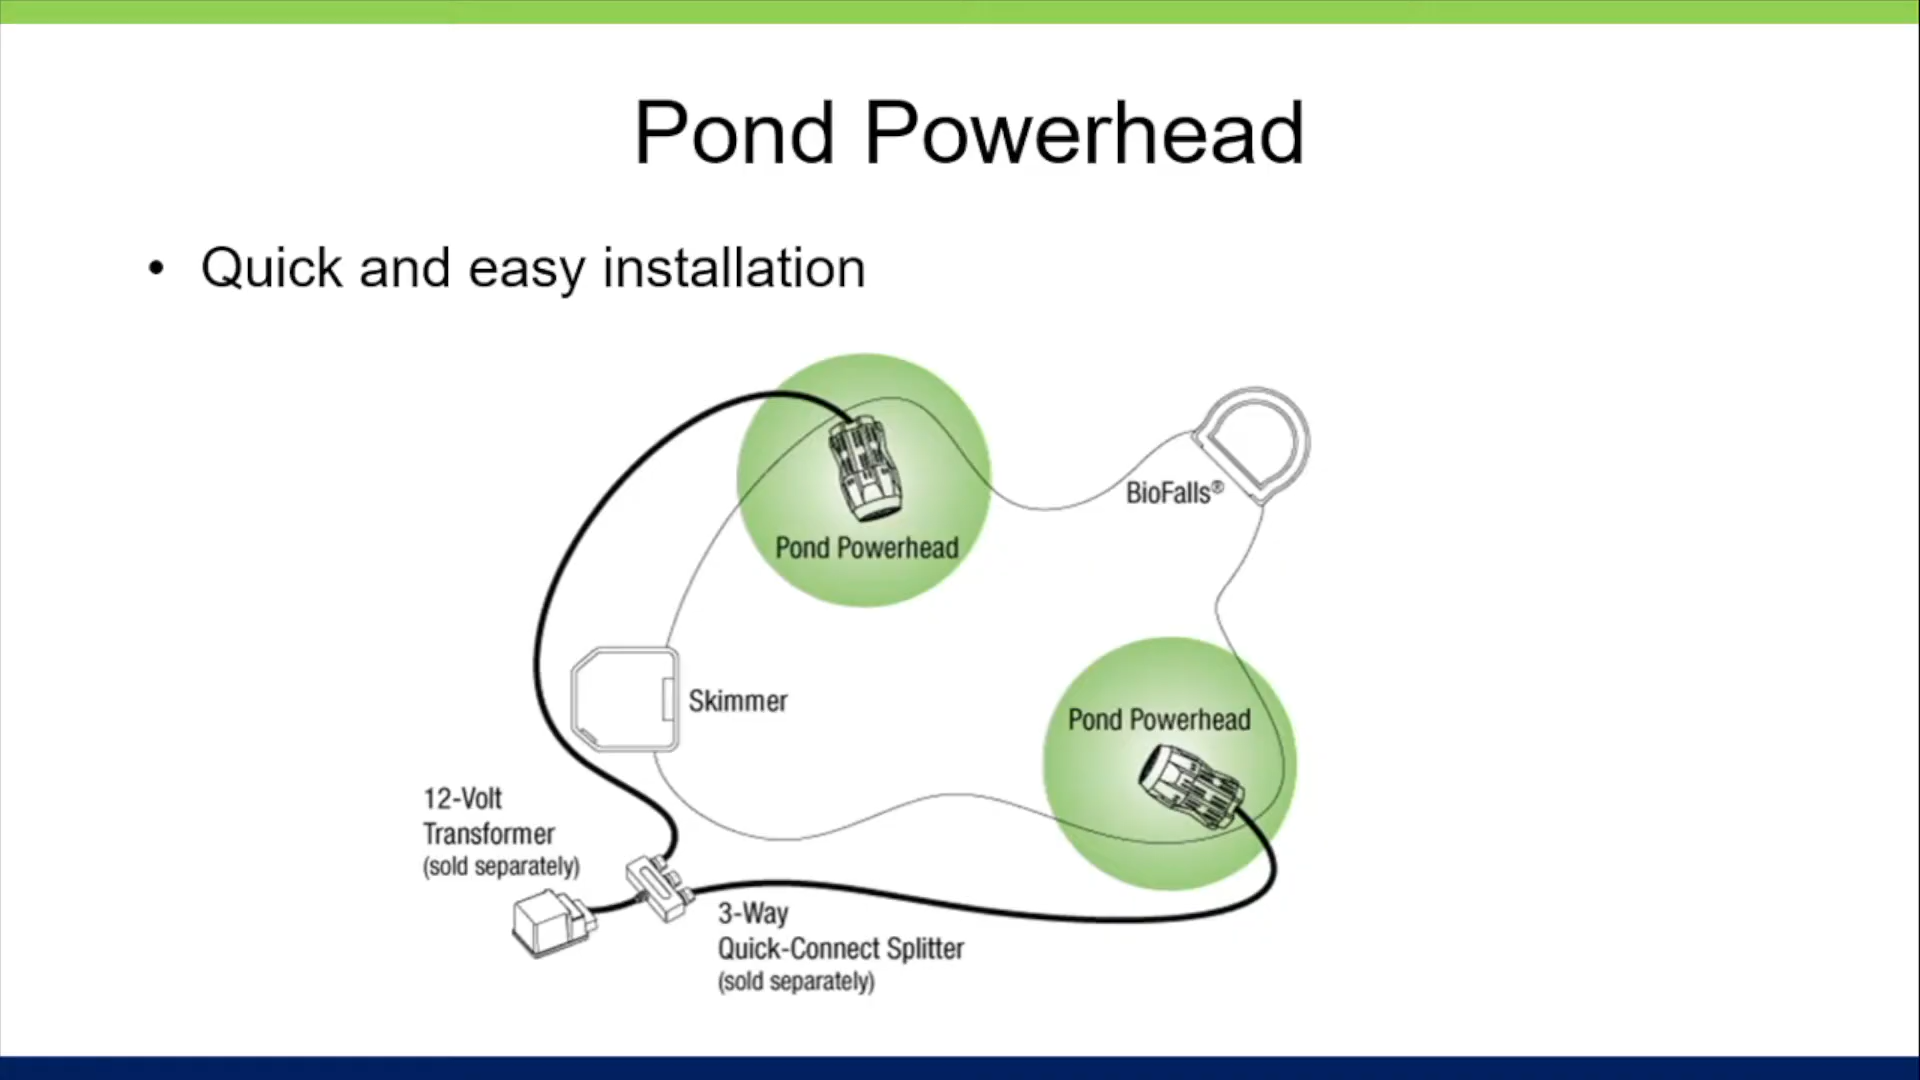 Pond Powerhead
• Quick and easy installation
Pond Powerhead
BioFalls®
Skimmer
Pond Powerhead
12-Volt
Transformer
(sold separately)
3-Way
Quick-Connect Splitter
(sold separately)